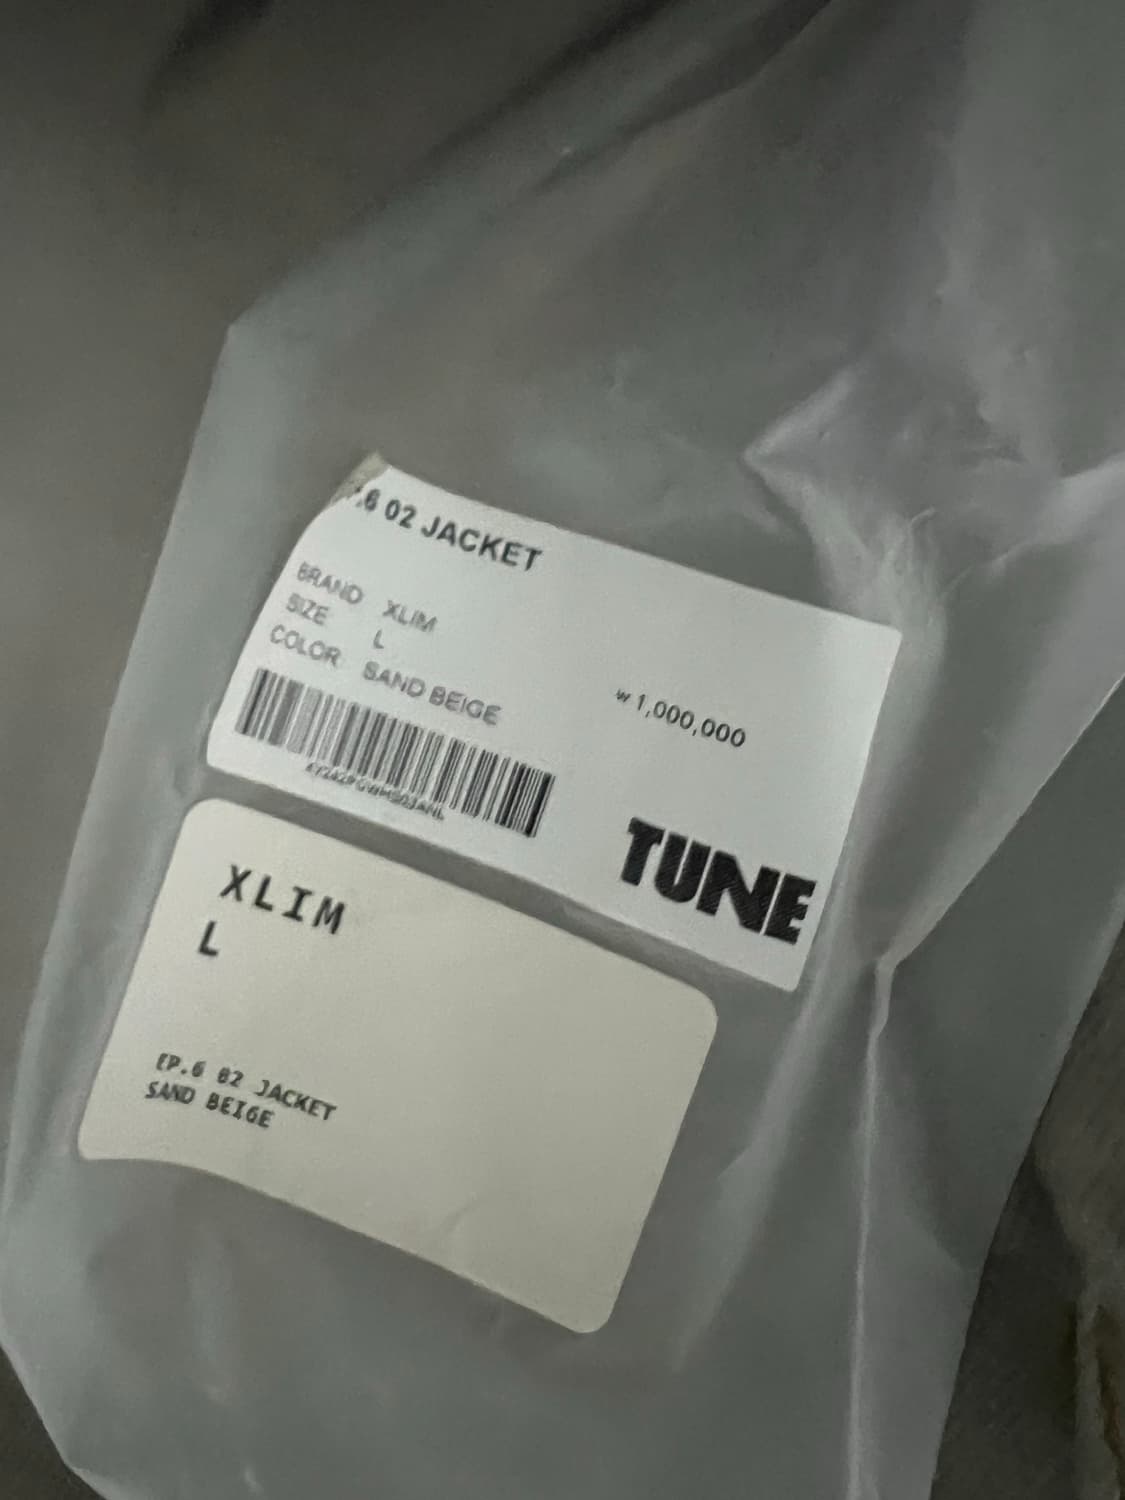 .6 02 JACKET
BRAND XLIM
SIZE L
COLOR SAND BEIGE
₩ 1,000,000
TUNE
XLIM
L
EP.6 02 JACKET
SAND BEIGE